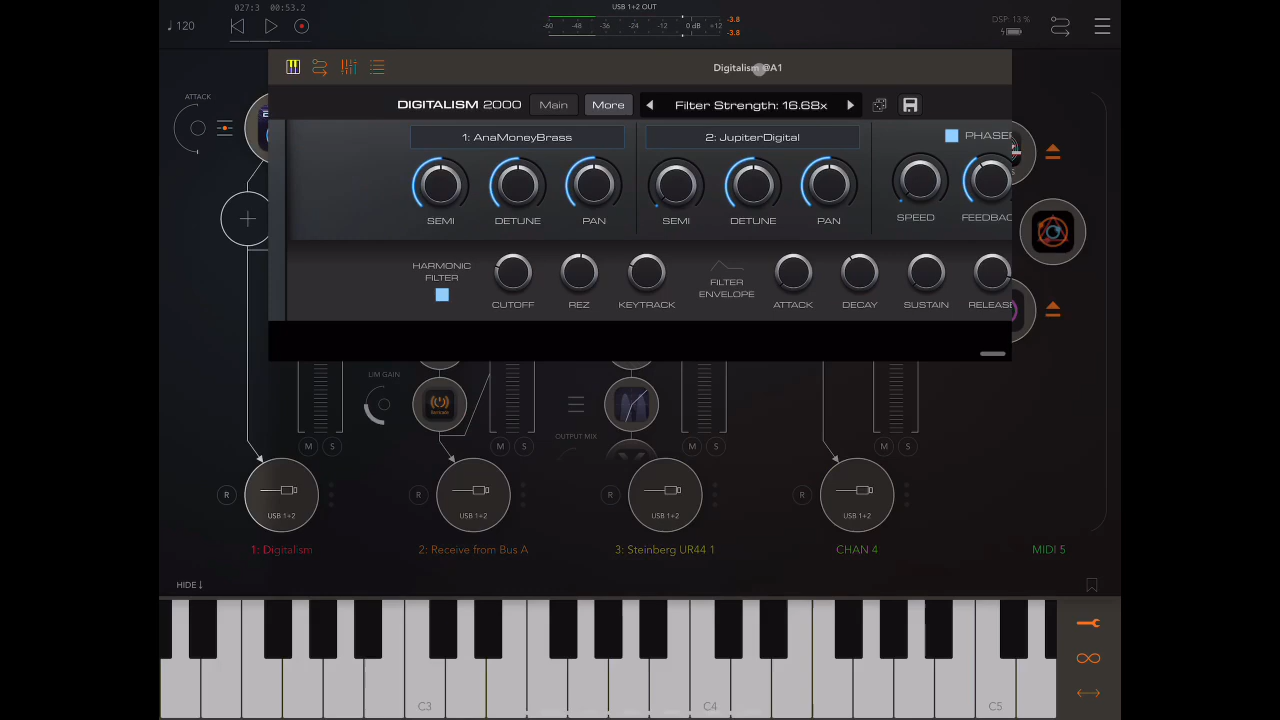 027:3 00:53.2
USB 1+2 OUT
♩ 120
-60 -48 -36 -24 -12 0 dB +12
-3.8
-3.8
DSP: 13 %
Digitalism @A1
ATTACK
DIGITALISM 2000
Main
More
Filter Strength: 16.68x
1: AnaMoneyBrass
2: JupiterDigital
PHASER
SEMI
DETUNE
PAN
SEMI
DETUNE
PAN
SPEED
FEEDBAC
HARMONIC
FILTER
CUTOFF
REZ
KEYTRACK
FILTER
ENVELOPE
ATTACK
DECAY
SUSTAIN
RELEASE
LIM GAIN
OUTPUT MIX
M S
M S
M S
M S
R
USB 1+2
R
USB 1+2
R
USB 1+2
R
USB 1+2
1: Digitalism
2: Receive from Bus A
3: Steinberg UR44 1
CHAN 4
MIDI 5
HIDE↓
C3
C4
C5